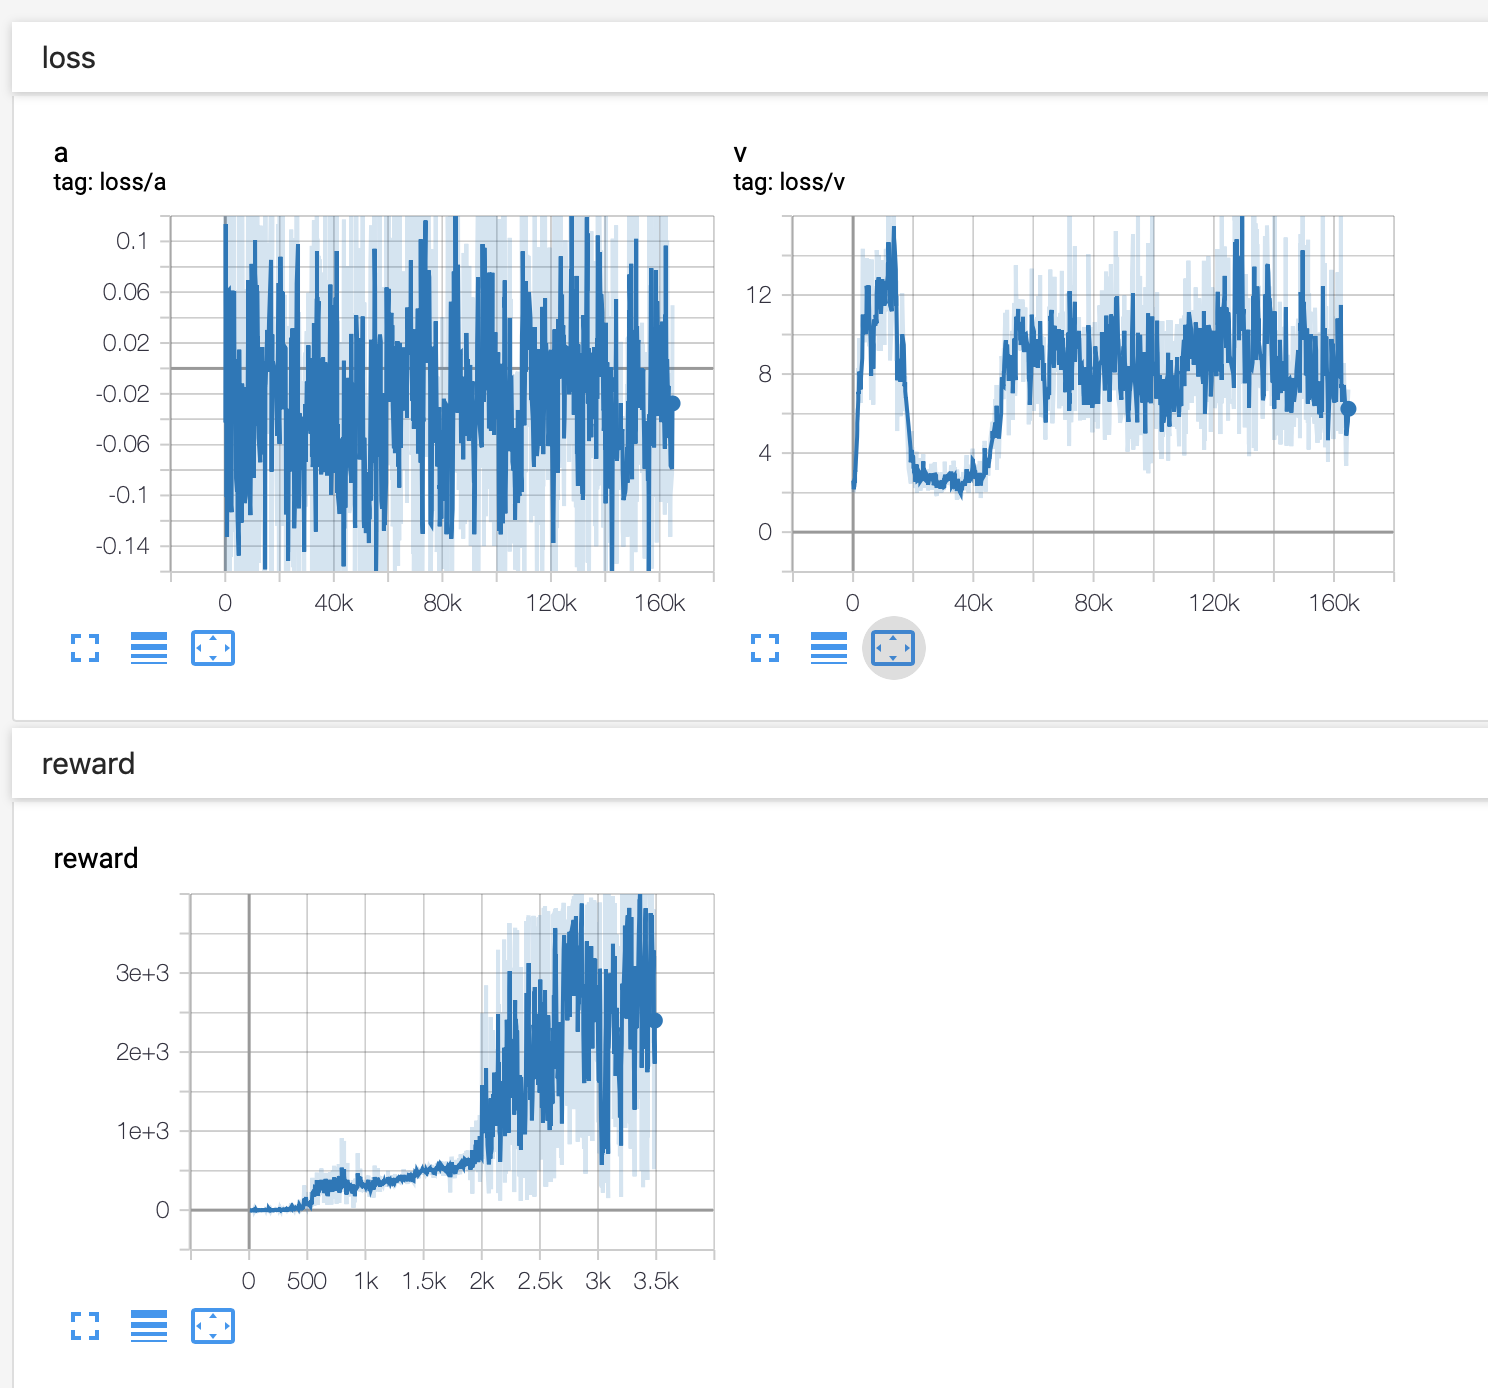 loss
a
tag: loss/a
0.1
0.06
0.02
-0.02
-0.06
-0.1
-0.14
0 40k 80k 120k 160k
v
tag: loss/v
12
8
4
0
0 40k 80k 120k 160k
reward
reward
3e+3
2e+3
1e+3
0
0 500 1k 1.5k 2k 2.5k 3k 3.5k